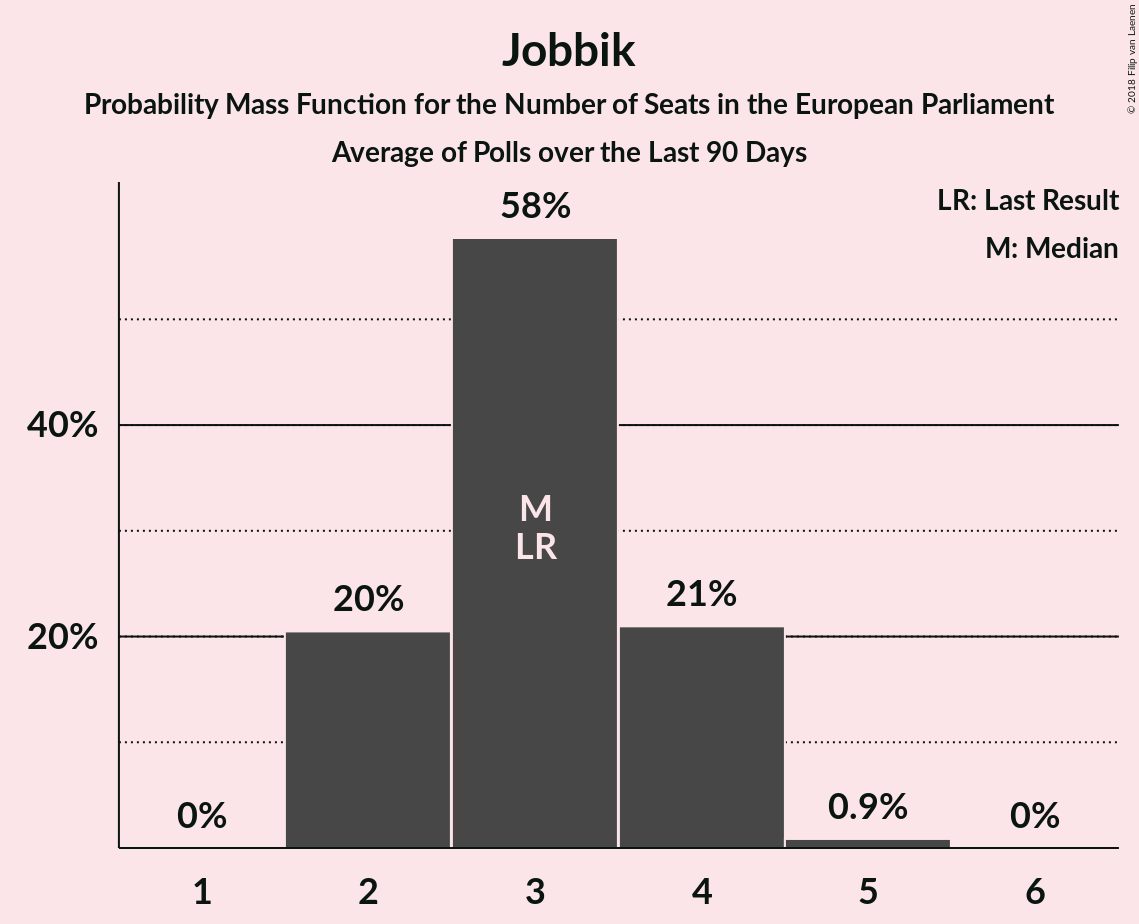 Jobbik
Probability Mass Function for the Number of Seats in the European Parliament
Average of Polls over the Last 90 Days
© 2018 Filip van Laenen
LR: Last Result
M: Median
58%
40%
M
LR
20%
21%
20%
0%
0.9%
0%
1
2
3
4
5
6